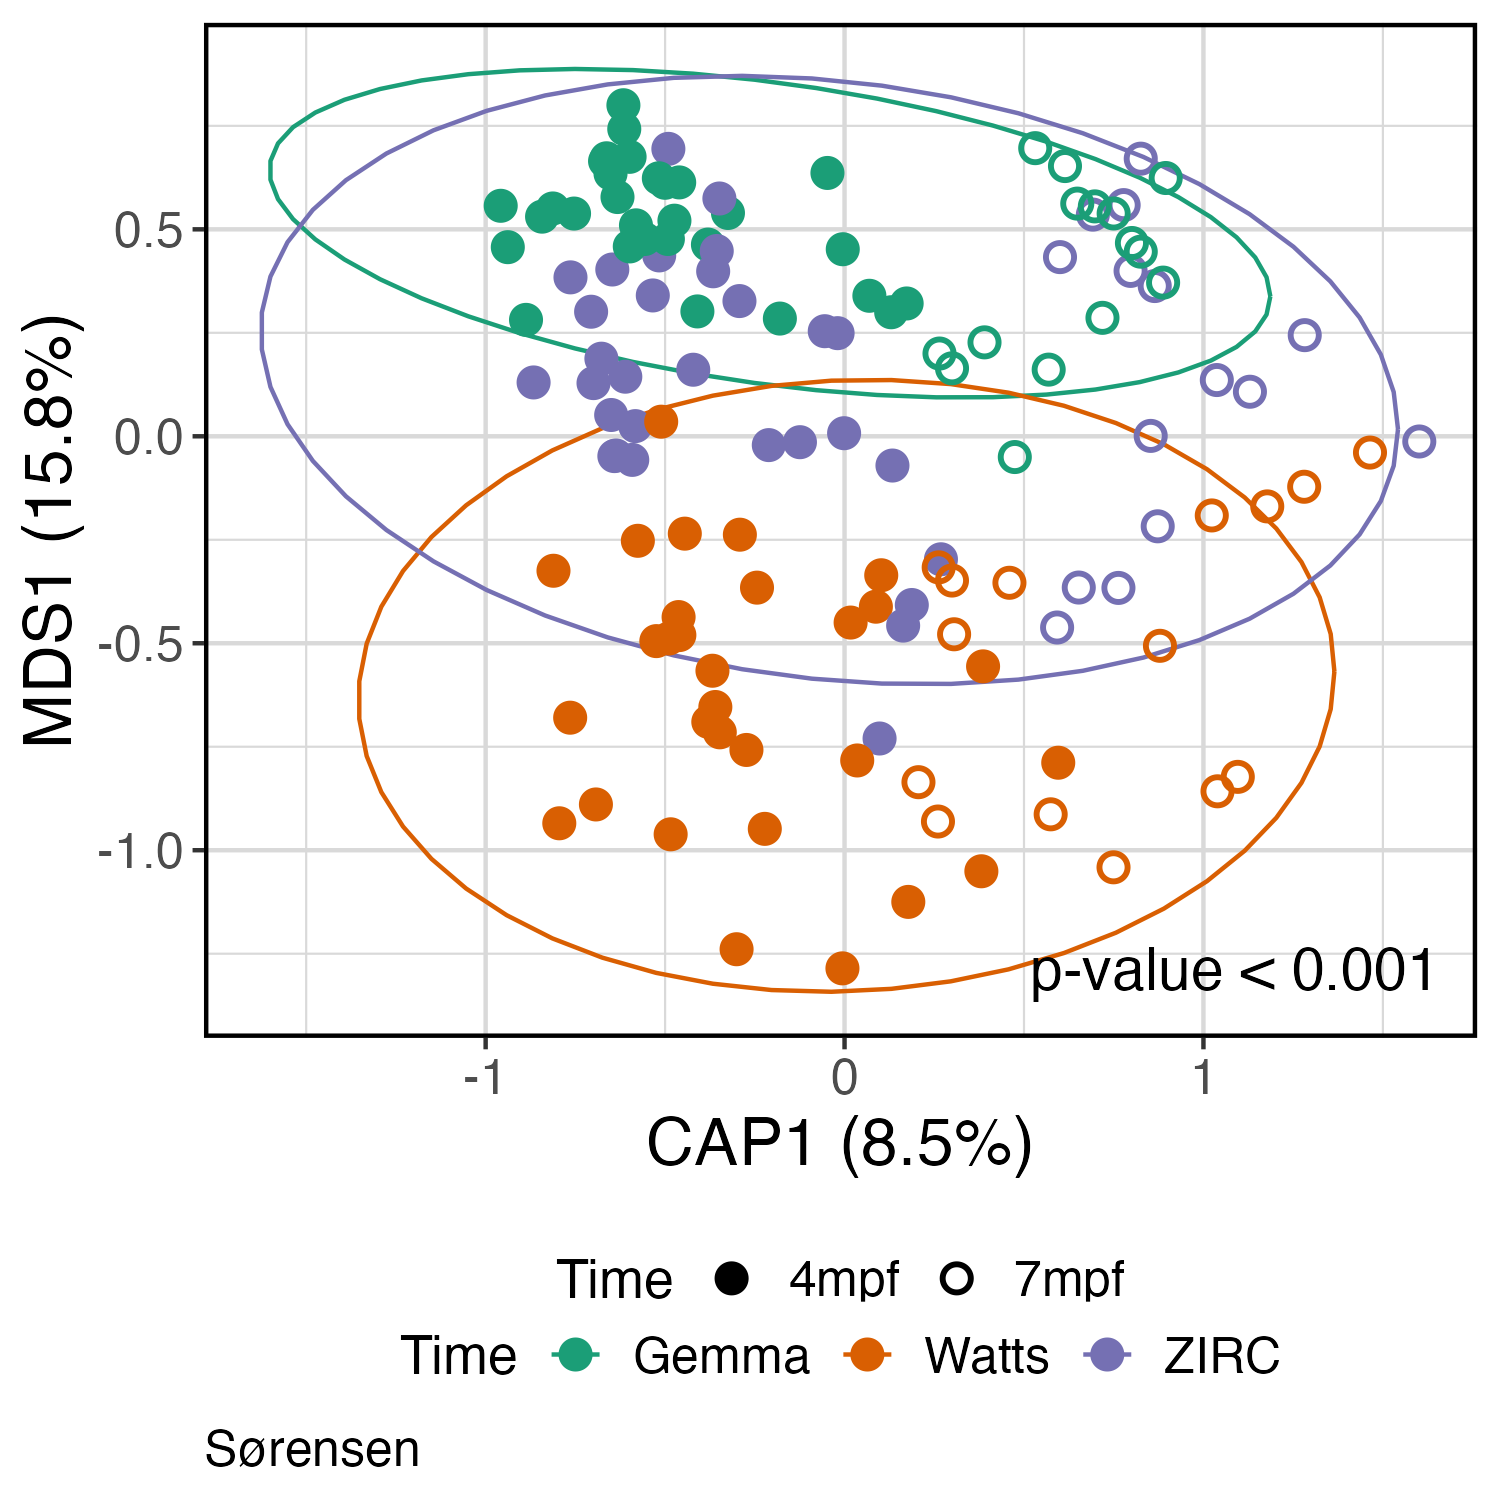 MDS1 (15.8%)
0.5
0.0
-0.5
-1.0
p-value < 0.001
-1 0 1
CAP1 (8.5%)
Time 4mpf 7mpf
Time Gemma Watts ZIRC
Sørensen